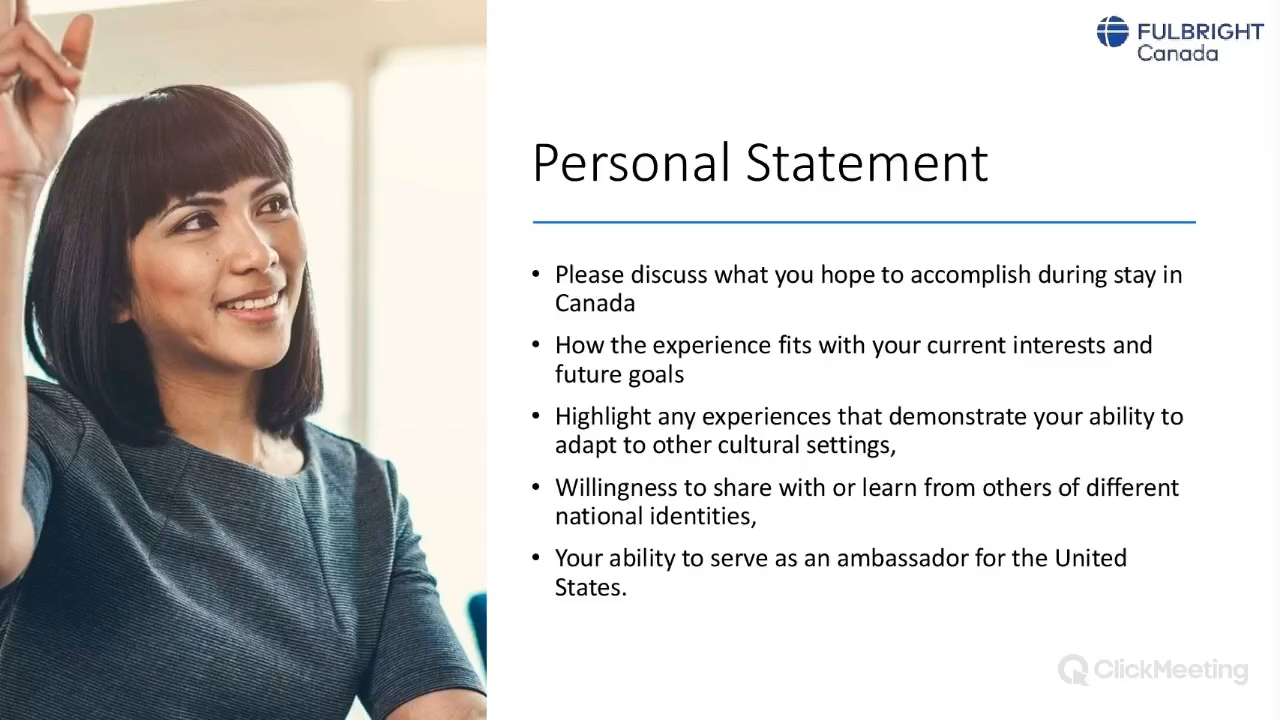 FULBRIGHT
Canada
Personal Statement
• Please discuss what you hope to accomplish during stay in
Canada
• How the experience fits with your current interests and
future goals
• Highlight any experiences that demonstrate your ability to
adapt to other cultural settings,
• Willingness to share with or learn from others of different
national identities,
• Your ability to serve as an ambassador for the United
States.
ClickMeeting